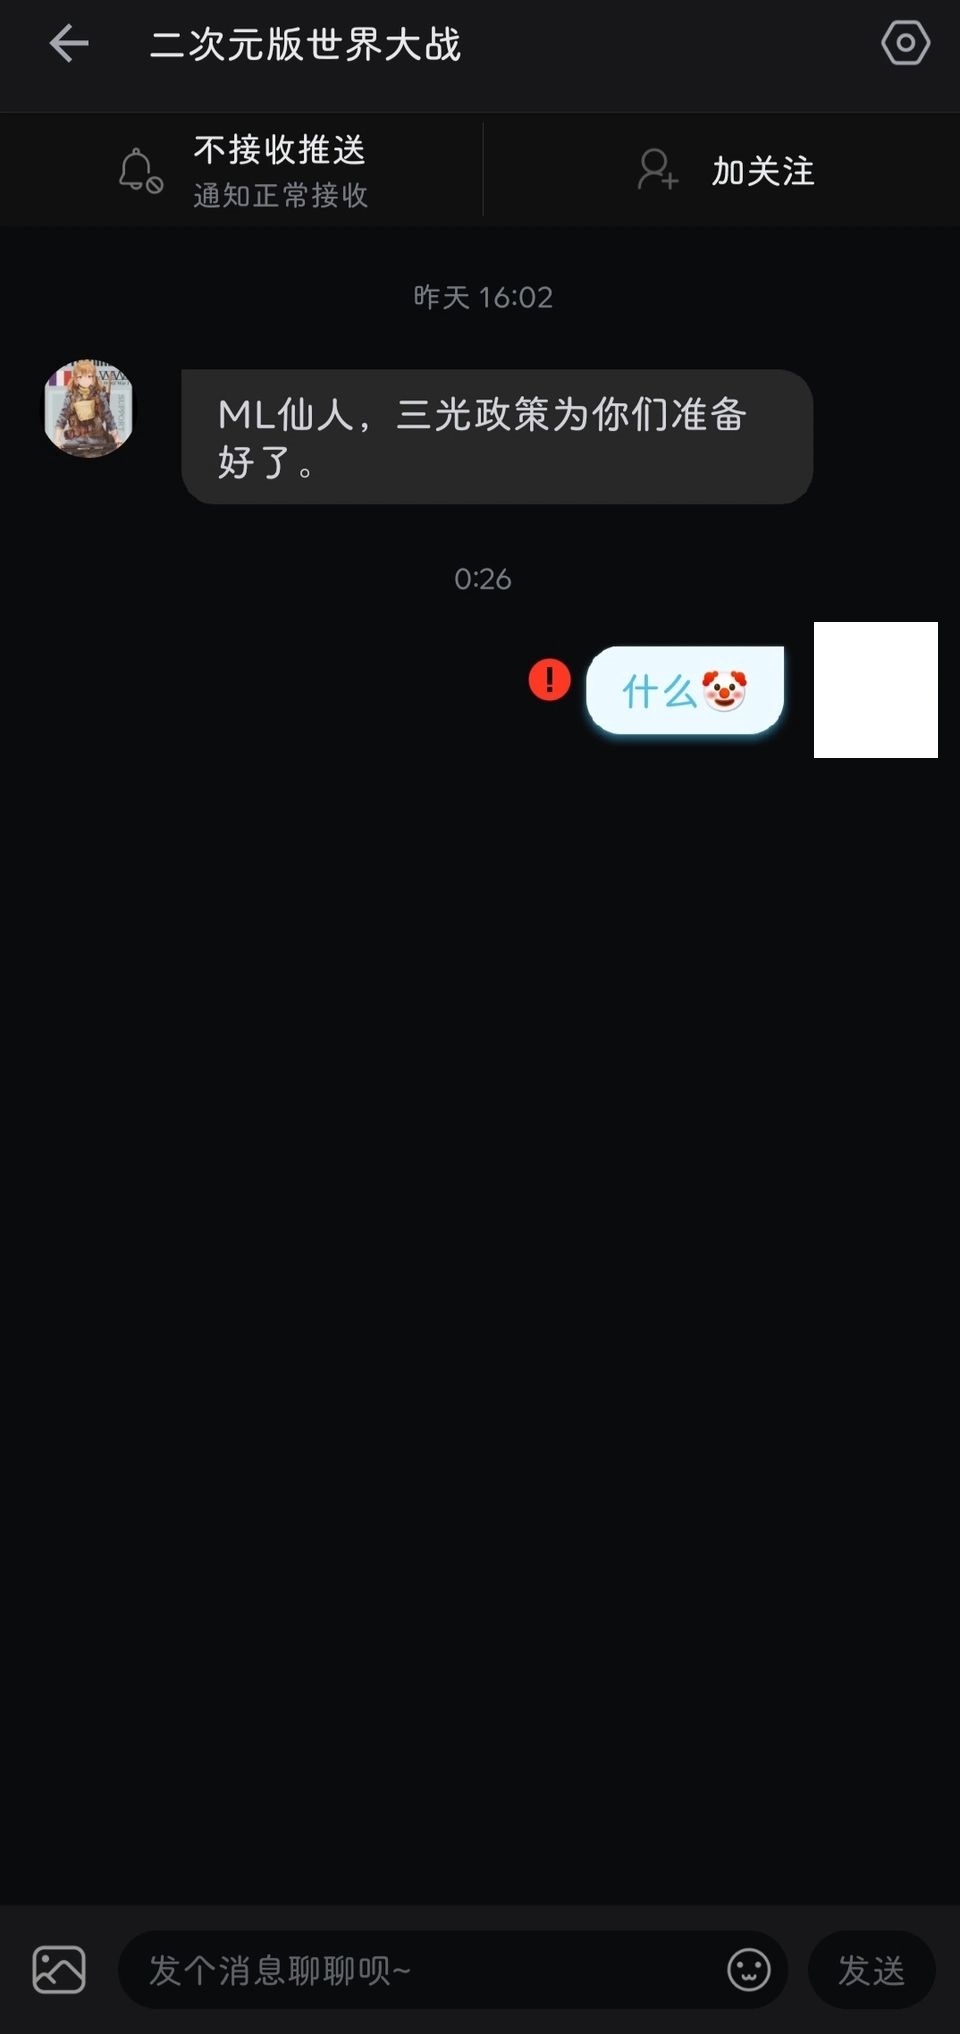 二次元版世界大战
不接收推送
通知正常接收
加关注
昨天 16:02
ML仙人，三光政策为你们准备
好了。
0:26
什么🤡
发个消息聊聊呗~
发送